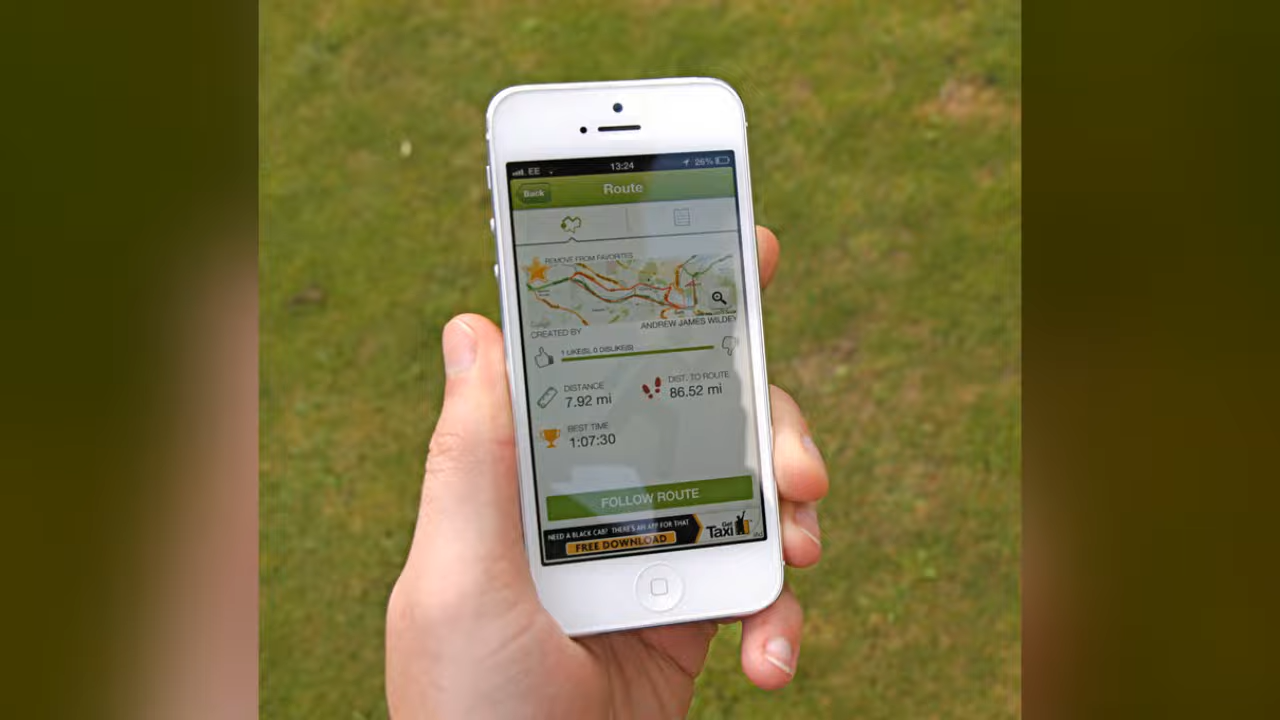 EE 13:24 26%
Back Route
REMOVE FROM FAVORITES
CREATED BY ANDREW JAMES WILDEY
1 LIKE(S), 0 DISLIKE(S)
DISTANCE
7.92 mi
DIST. TO ROUTE
86.52 mi
BEST TIME
1:07:30
FOLLOW ROUTE
NEED A BLACK CAB? THERE'S AN APP FOR THAT
FREE DOWNLOAD
Get
Taxi